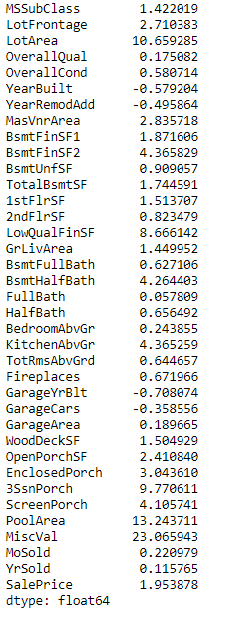 MSSubClass 1.422019
LotFrontage 2.710383
LotArea 10.659285
OverallQual 0.175082
OverallCond 0.580714
YearBuilt -0.579204
YearRemodAdd -0.495864
MasVnrArea 2.835718
BsmtFinSF1 1.871606
BsmtFinSF2 4.365829
BsmtUnfSF 0.909057
TotalBsmtSF 1.744591
1stFlrSF 1.513707
2ndFlrSF 0.823479
LowQualFinSF 8.666142
GrLivArea 1.449952
BsmtFullBath 0.627106
BsmtHalfBath 4.264403
FullBath 0.057809
HalfBath 0.656492
BedroomAbvGr 0.243855
KitchenAbvGr 4.365259
TotRmsAbvGrd 0.644657
Fireplaces 0.671966
GarageYrBlt -0.708074
GarageCars -0.358556
GarageArea 0.189665
WoodDeckSF 1.504929
OpenPorchSF 2.410840
EnclosedPorch 3.043610
3SsnPorch 9.770611
ScreenPorch 4.105741
PoolArea 13.243711
MiscVal 23.065943
MoSold 0.220979
YrSold 0.115765
SalePrice 1.953878
dtype: float64